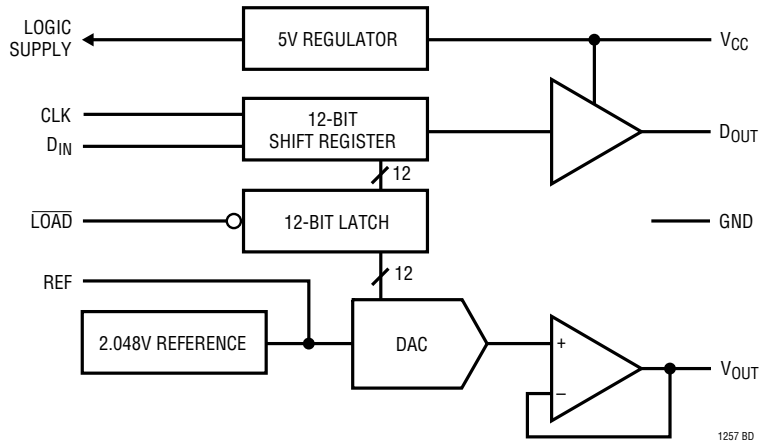 LOGIC
SUPPLY
5V REGULATOR
VCC
CLK
DIN
12-BIT
SHIFT REGISTER
DOUT
12
LOAD
12-BIT LATCH
GND
12
REF
2.048V REFERENCE
DAC
+
–
VOUT
1257 BD